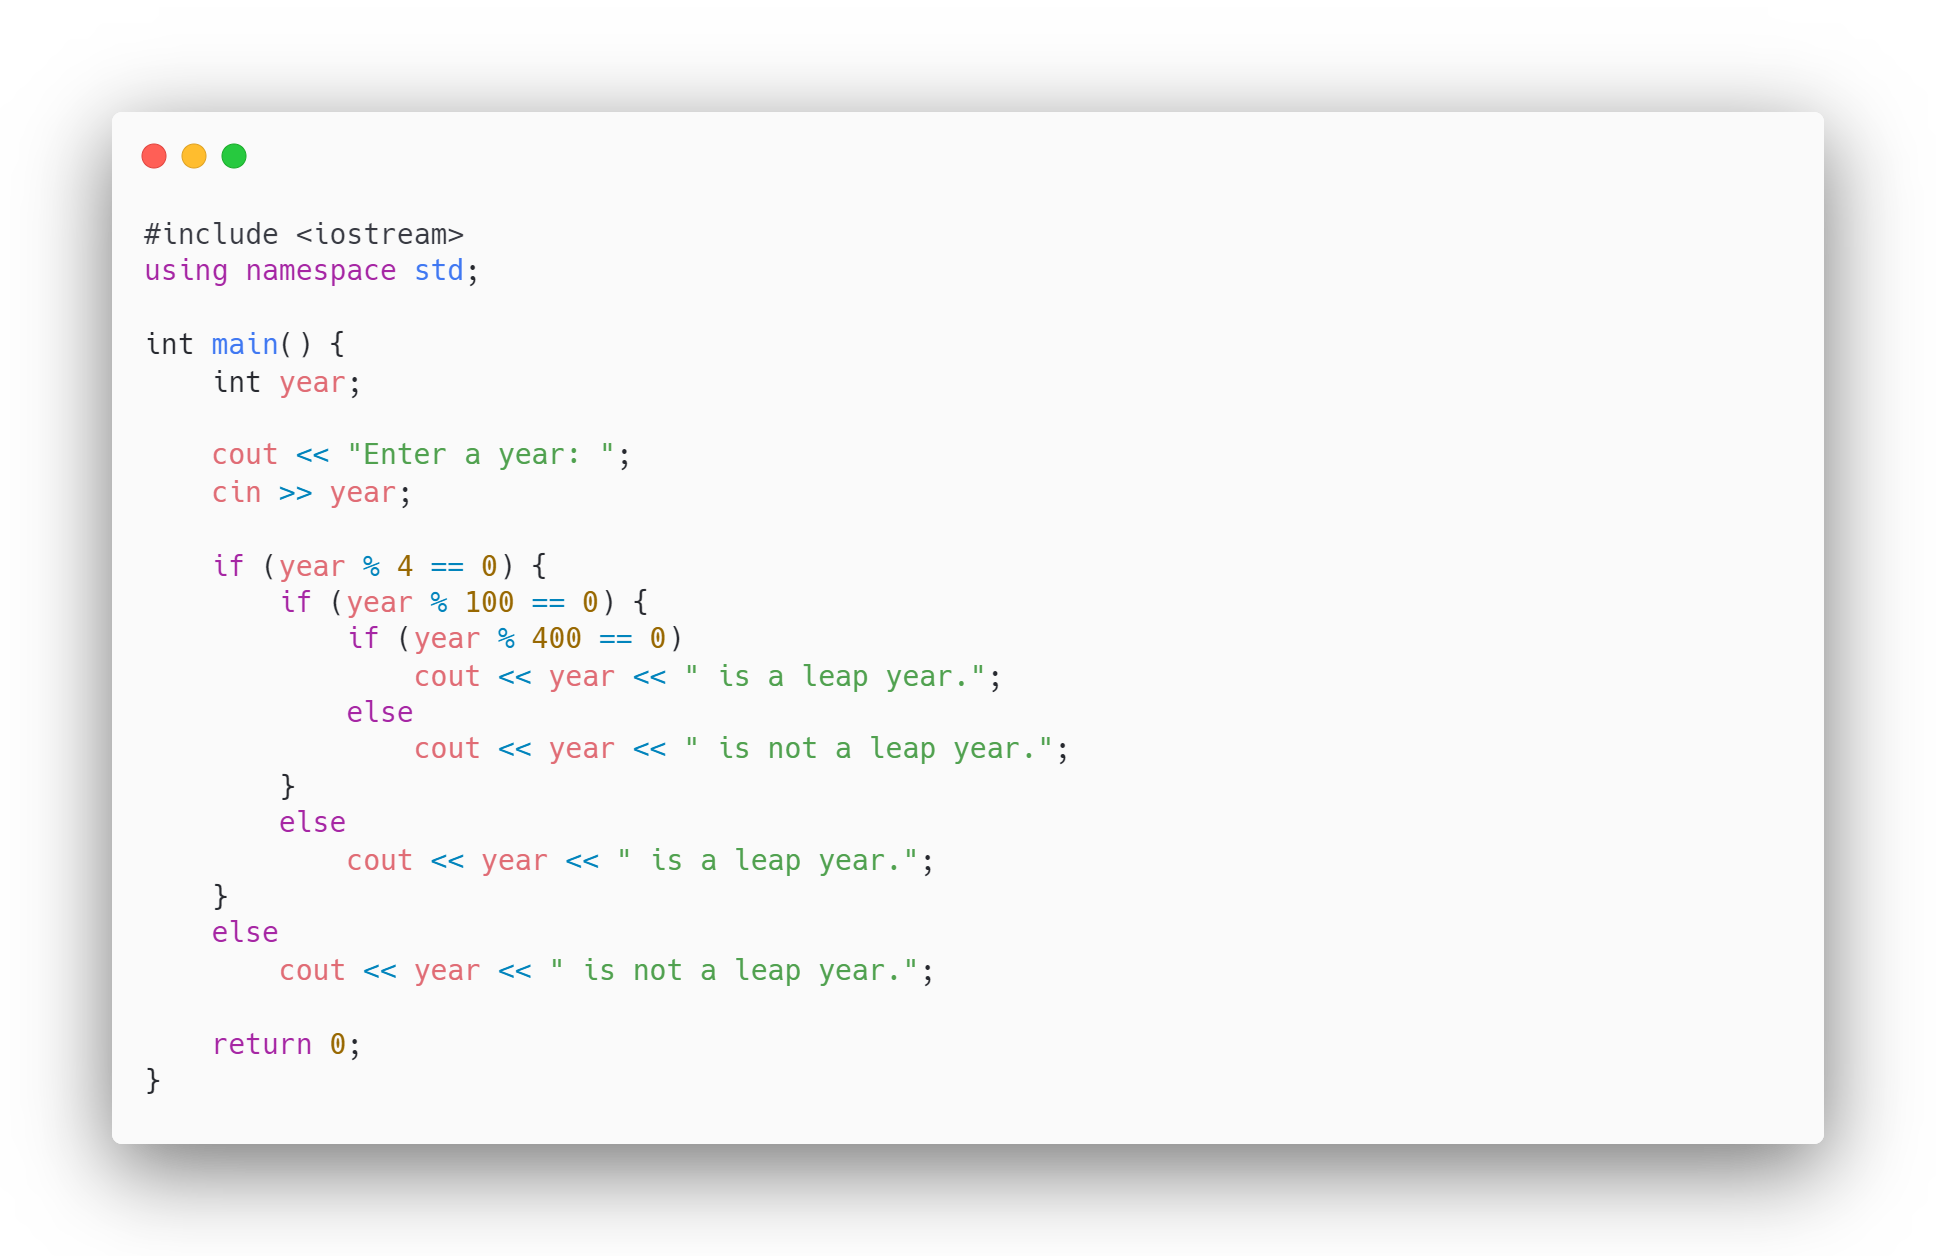 #include <iostream>
using namespace std;
int main() {
    int year;
    cout << "Enter a year: ";
    cin >> year;
    if (year % 4 == 0) {
        if (year % 100 == 0) {
            if (year % 400 == 0)
                cout << year << " is a leap year.";
            else
                cout << year << " is not a leap year.";
        }
        else
            cout << year << " is a leap year.";
    }
    else
        cout << year << " is not a leap year.";
    return 0;
}